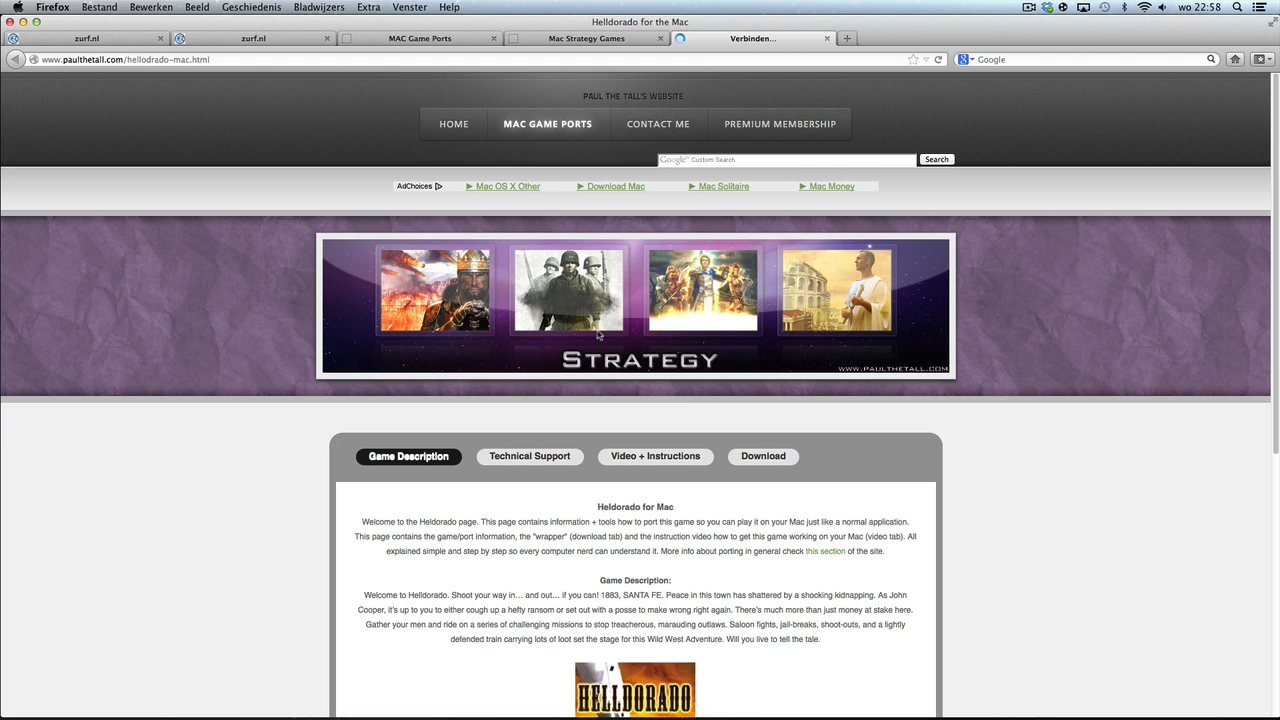 Firefox Bestand Bewerken Beeld Geschiedenis Bladwijzers Extra Venster Help wo 22:58
Helldorado for the Mac
zurf.nl zurf.nl MAC Game Ports Mac Strategy Games Verbinden...
www.paulthetall.com/hellodrado-mac.html Google
PAUL THE TALL'S WEBSITE
HOME MAC GAME PORTS CONTACT ME PREMIUM MEMBERSHIP
Google™ Custom Search Search
AdChoices Mac OS X Other Download Mac Mac Solitaire Mac Money
STRATEGY
WWW.PAULTHETALL.COM
Game Description Technical Support Video + Instructions Download
Heldorado for Mac
Welcome to the Heldorado page. This page contains information + tools how to port this game so you can play it on your Mac just like a normal application.
This page contains the game/port information, the "wrapper" (download tab) and the instruction video how to get this game working on your Mac (video tab). All
explained simple and step by step so every computer nerd can understand it. More info about porting in general check this section of the site.
Game Description:
Welcome to Helldorado. Shoot your way in… and out… if you can! 1883, SANTA FE. Peace in this town has shattered by a shocking kidnapping. As John
Cooper, it's up to you to either cough up a hefty ransom or set out with a posse to make wrong right again. There's much more than just money at stake here.
Gather your men and ride on a series of challenging missions to stop treacherous, marauding outlaws. Saloon fights, jail-breaks, shoot-outs, and a lightly
defended train carrying lots of loot set the stage for this Wild West Adventure. Will you live to tell the tale.
HELLDORADO